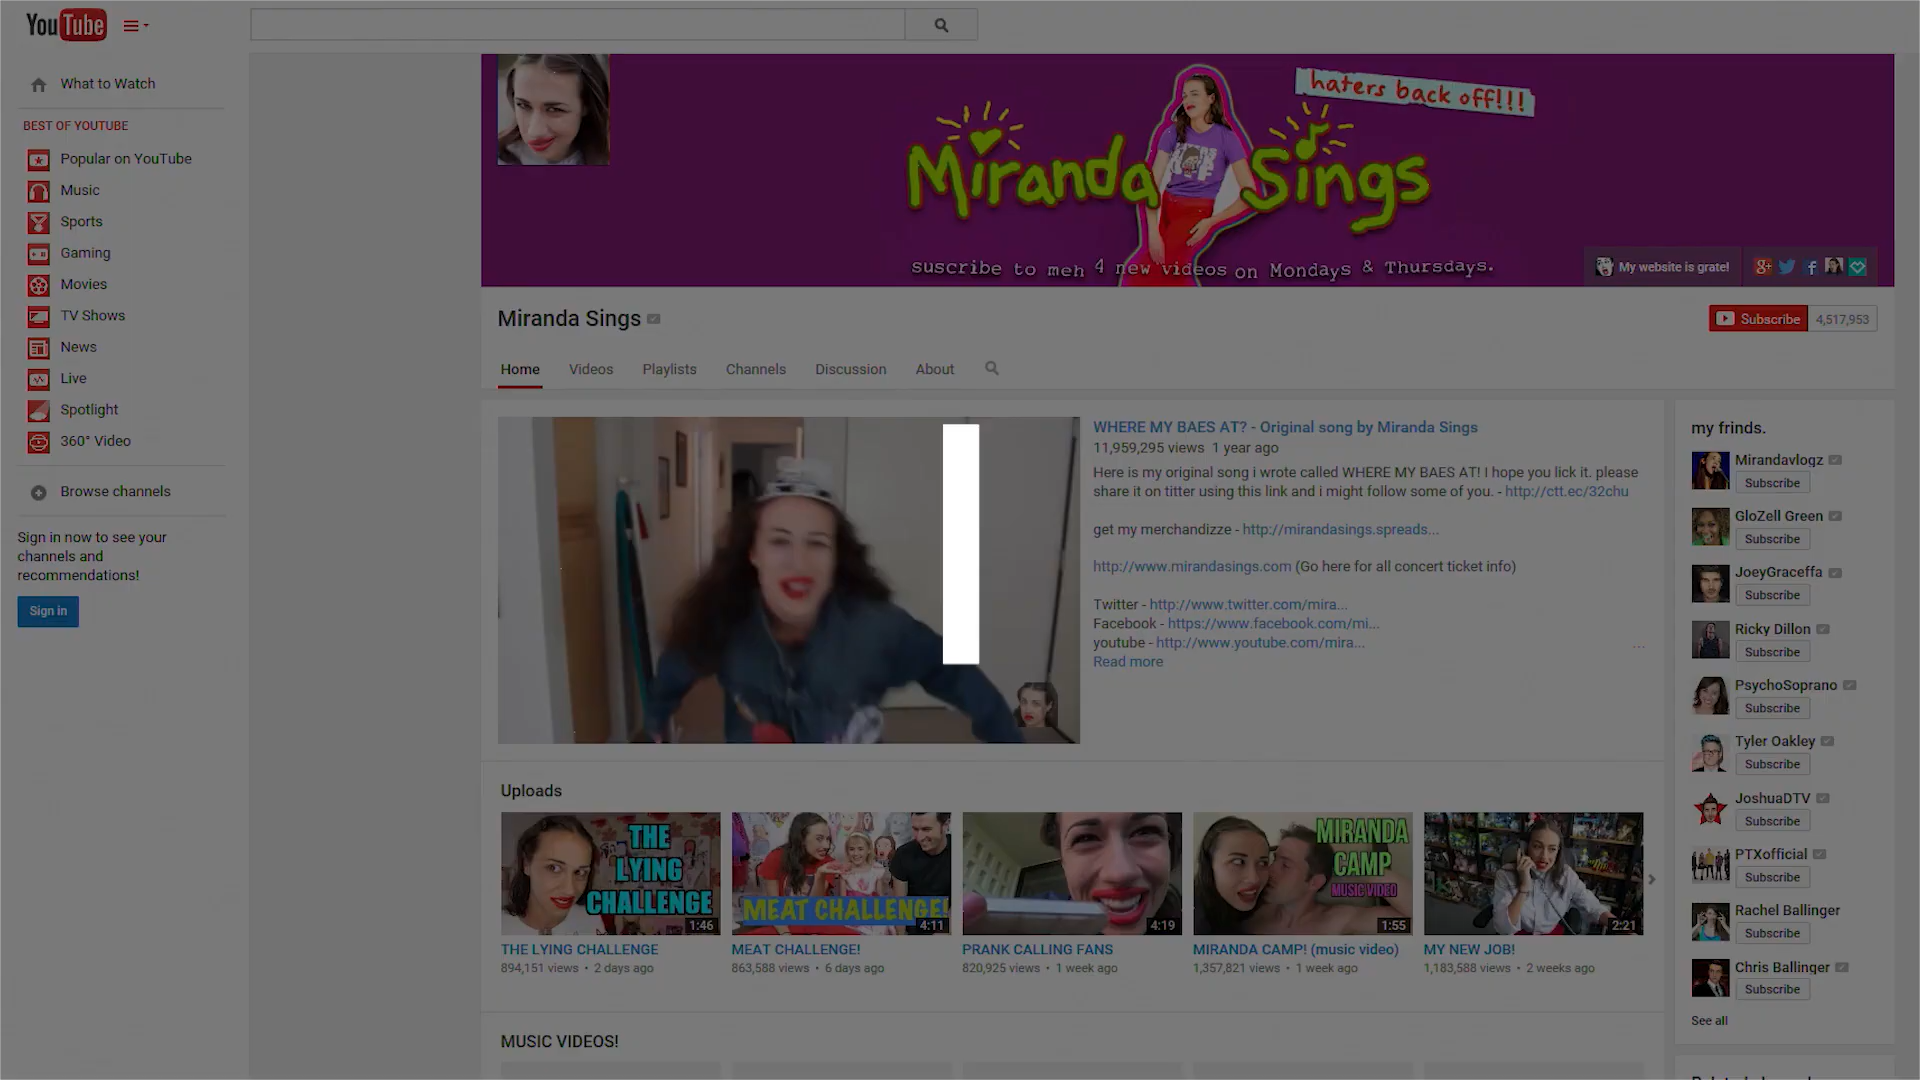 YouTube
What to Watch
BEST OF YOUTUBE
Popular on YouTube
Music
Sports
Gaming
Movies
TV Shows
News
Live
Spotlight
360° Video
Browse channels
Sign in now to see your
channels and
recommendations!
Sign in
haters back off!!!
Miranda Sings
suscribe to meh 4 new videos on Mondays & Thursdays.
My website is grate!
Miranda Sings
Subscribe 4,517,953
Home Videos Playlists Channels Discussion About
WHERE MY BAES AT? - Original song by Miranda Sings
11,959,295 views 1 year ago
Here is my original song i wrote called WHERE MY BAES AT! I hope you lick it. please
share it on titter using this link and i might follow some of you. - http://ctt.ec/32chu
get my merchandizze - http://mirandasings.spreads...
http://www.mirandasings.com (Go here for all concert ticket info)
Twitter - http://www.twitter.com/mira...
Facebook - https://www.facebook.com/mi...
youtube - http://www.youtube.com/mira...
Read more
Uploads
THE
LYING
CHALLENGE
1:46
MEAT CHALLENGE!
4:11
4:19
MIRANDA
CAMP
MUSIC VIDEO
1:55
2:21
THE LYING CHALLENGE
894,151 views • 2 days ago
MEAT CHALLENGE!
863,588 views • 6 days ago
PRANK CALLING FANS
820,925 views • 1 week ago
MIRANDA CAMP! (music video)
1,357,821 views • 1 week ago
MY NEW JOB!
1,183,588 views • 2 weeks ago
MUSIC VIDEOS!
my frinds.
Mirandavlogz
Subscribe
GloZell Green
Subscribe
JoeyGraceffa
Subscribe
Ricky Dillon
Subscribe
PsychoSoprano
Subscribe
Tyler Oakley
Subscribe
JoshuaDTV
Subscribe
PTXofficial
Subscribe
Rachel Ballinger
Subscribe
Chris Ballinger
Subscribe
See all